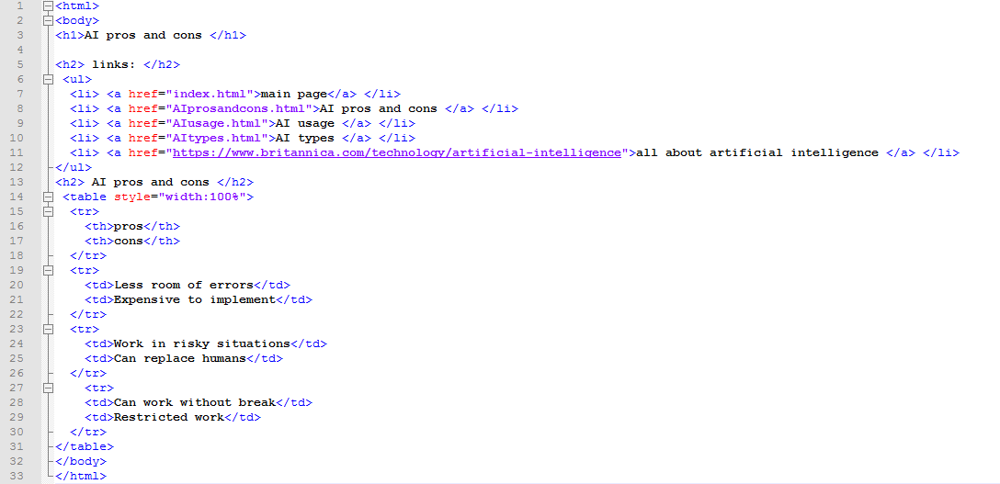 1 <html>
2 <body>
3 <h1>AI pros and cons </h1>
4
5 <h2> links: </h2>
6 <ul>
7 <li> <a href="index.html">main page</a> </li>
8 <li> <a href="AIprosandcons.html">AI pros and cons </a> </li>
9 <li> <a href="AIusage.html">AI usage </a> </li>
10 <li> <a href="AItypes.html">AI types </a> </li>
11 <li> <a href="https://www.britannica.com/technology/artificial-intelligence">all about artificial intelligence </a> </li>
12 </ul>
13 <h2> AI pros and cons </h2>
14 <table style="width:100%">
15 <tr>
16 <th>pros</th>
17 <th>cons</th>
18 </tr>
19 <tr>
20 <td>Less room of errors</td>
21 <td>Expensive to implement</td>
22 </tr>
23 <tr>
24 <td>Work in risky situations</td>
25 <td>Can replace humans</td>
26 </tr>
27 <tr>
28 <td>Can work without break</td>
29 <td>Restricted work</td>
30 </tr>
31 </table>
32 </body>
33 </html>